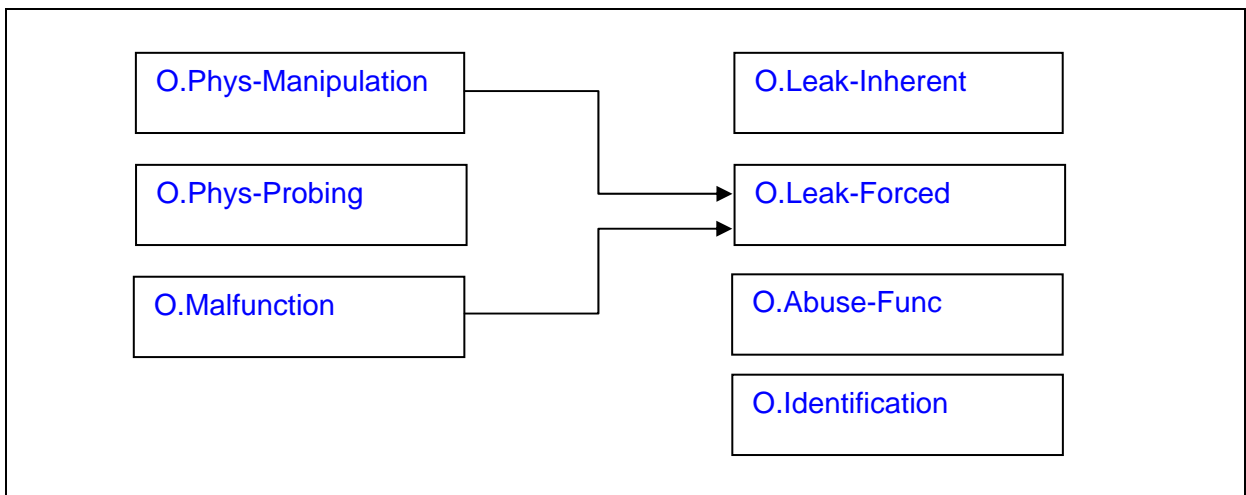 O.Phys-Manipulation
O.Leak-Inherent
O.Phys-Probing
O.Leak-Forced
O.Malfunction
O.Abuse-Func
O.Identification